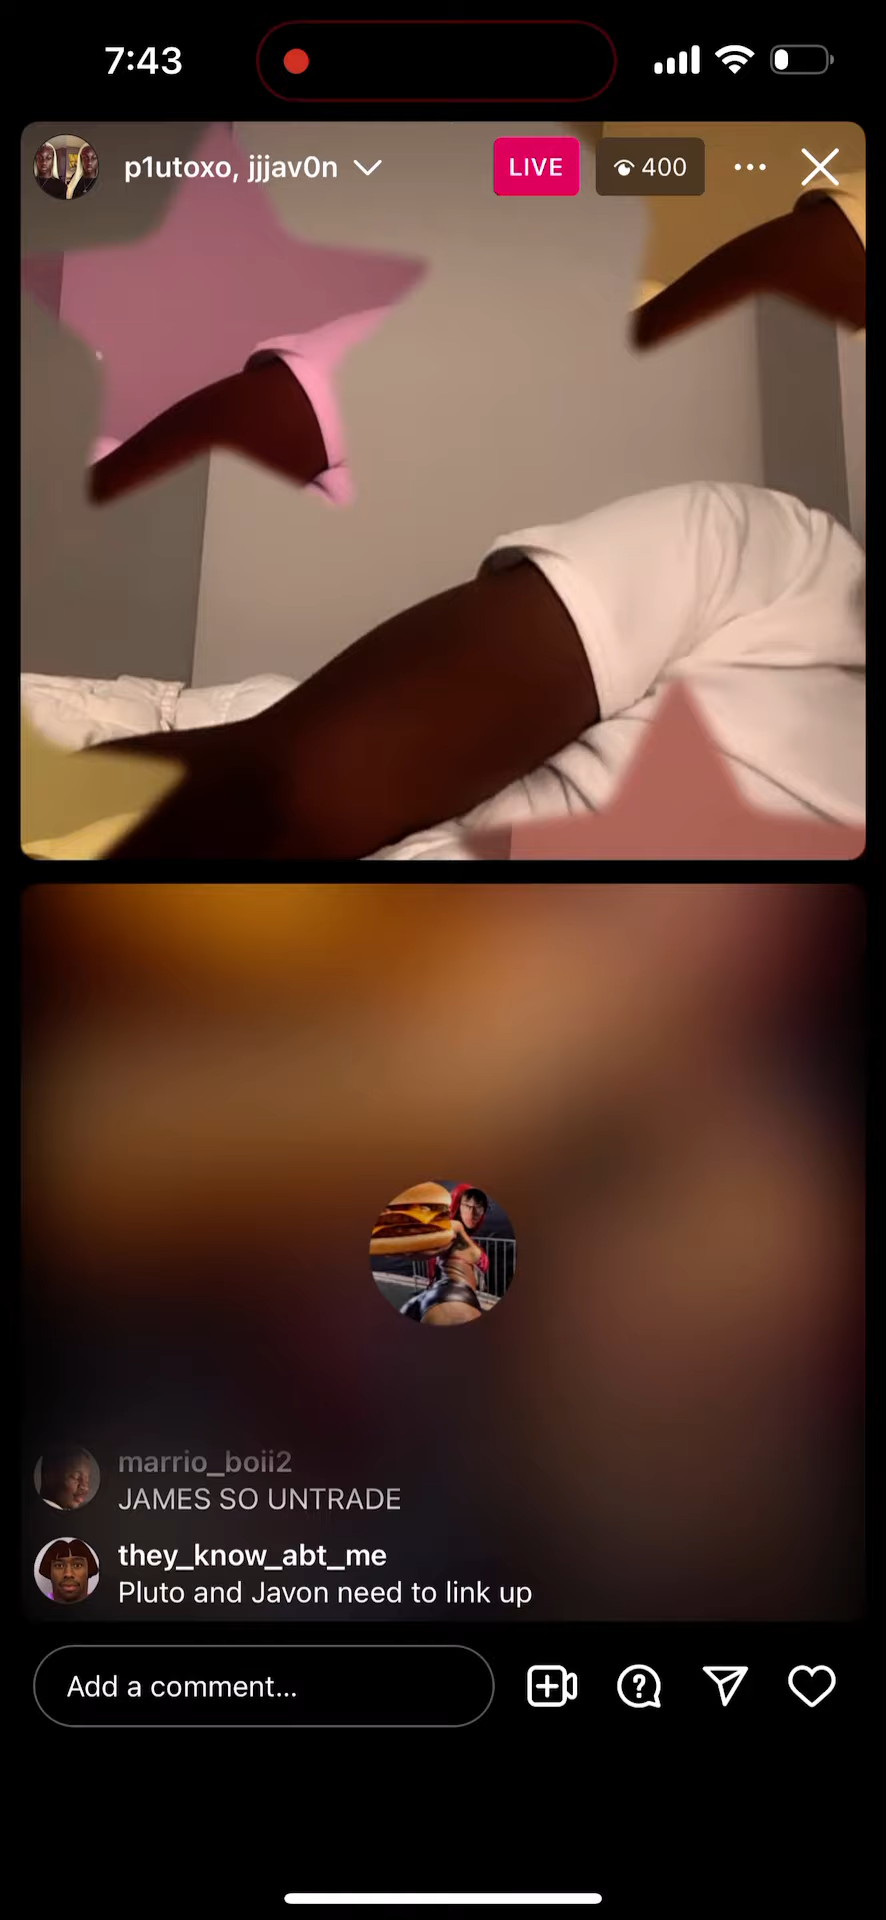 7:43
p1utoxo, jjjav0n
LIVE
400
marrio_boii2
JAMES SO UNTRADE
they_know_abt_me
Pluto and Javon need to link up
Add a comment...